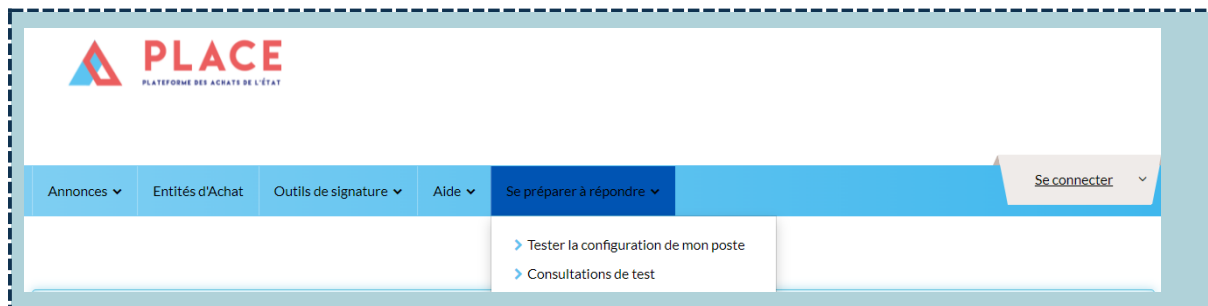 PLACE
PLATEFORME DES ACHATS DE L'ÉTAT
Se connecter
Annonces Entités d'Achat Outils de signature Aide Se préparer à répondre
Tester la configuration de mon poste
Consultations de test